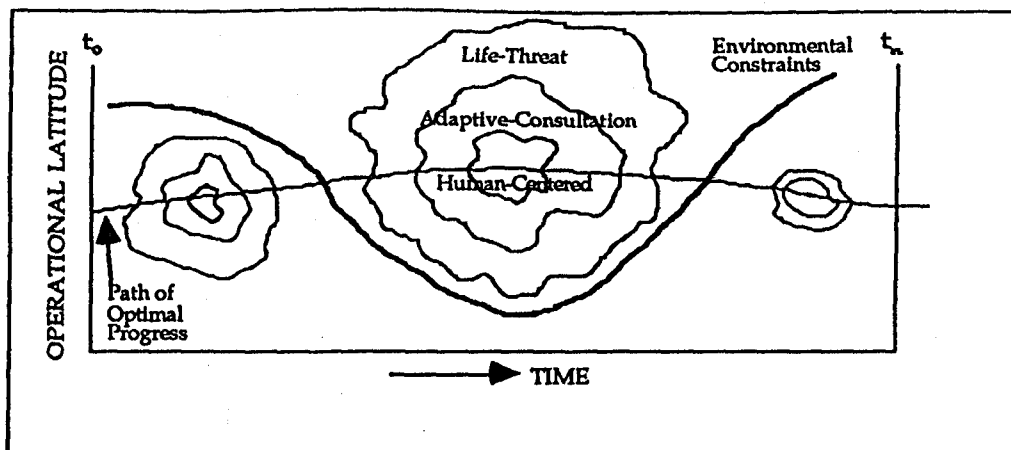 t₀
tₙ
Life-Threat
Environmental
Constraints
Adaptive-Consultation
Human-Centered
OPERATIONAL LATITUDE
Path of
Optimal
Progress
TIME